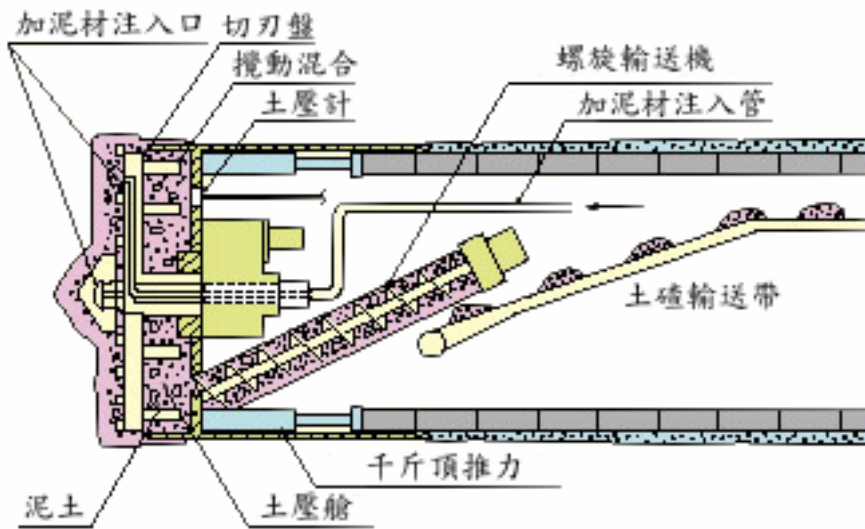 加泥材注入口
切刃盤
攪動混合
土壓計
螺旋輸送機
加泥材注入管
土碴輸送帶
千斤頂推力
泥土
土壓艙